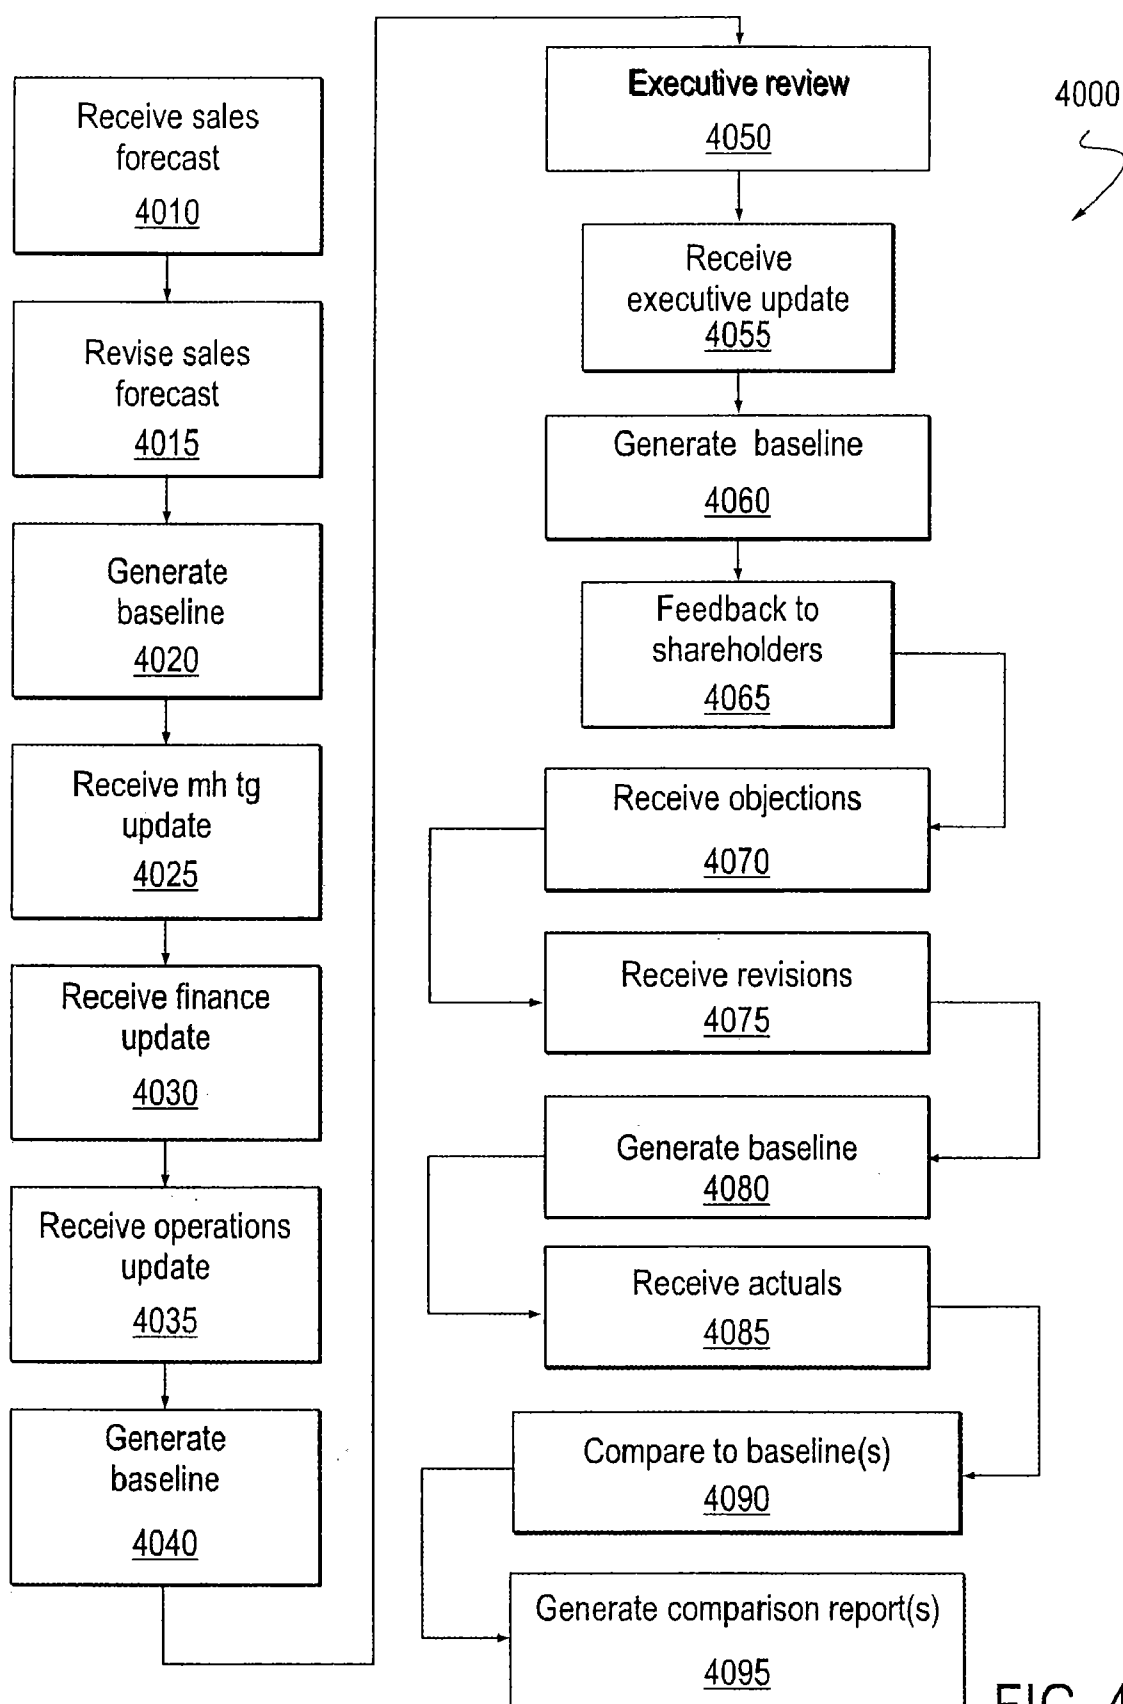 Receive sales
forecast
4010
Revise sales
forecast
4015
Generate
baseline
4020
Receive mh tg
update
4025
Receive finance
update
4030
Receive operations
update
4035
Generate
baseline
4040
Executive review
4050
Receive
executive update
4055
Generate baseline
4060
Feedback to
shareholders
4065
Receive objections
4070
Receive revisions
4075
Generate baseline
4080
Receive actuals
4085
Compare to baseline(s)
4090
Generate comparison report(s)
4095
4000
FIG. 4